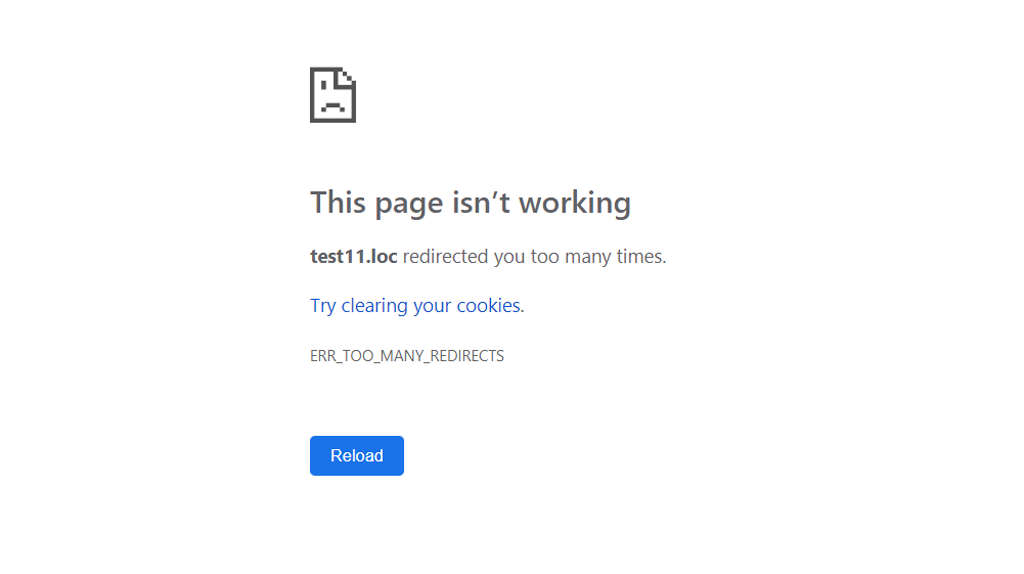 This page isn’t working
test11.loc redirected you too many times.
Try clearing your cookies.
ERR_TOO_MANY_REDIRECTS
Reload